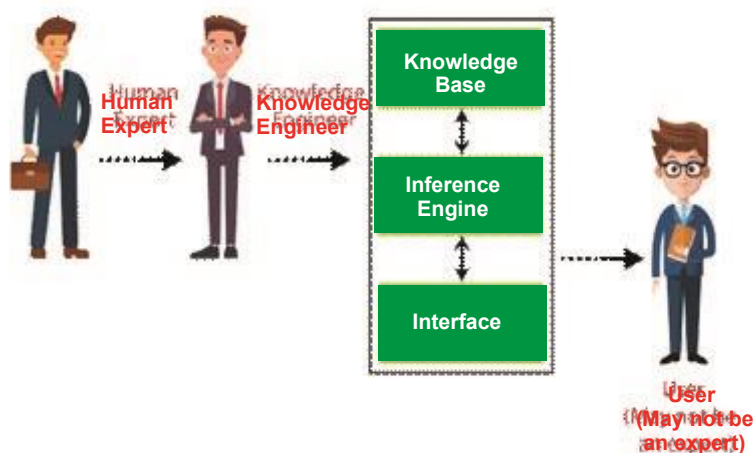 Human
Expert
Knowledge
Engineer
Knowledge
Base
Inference
Engine
Interface
User
(May not be
an expert)